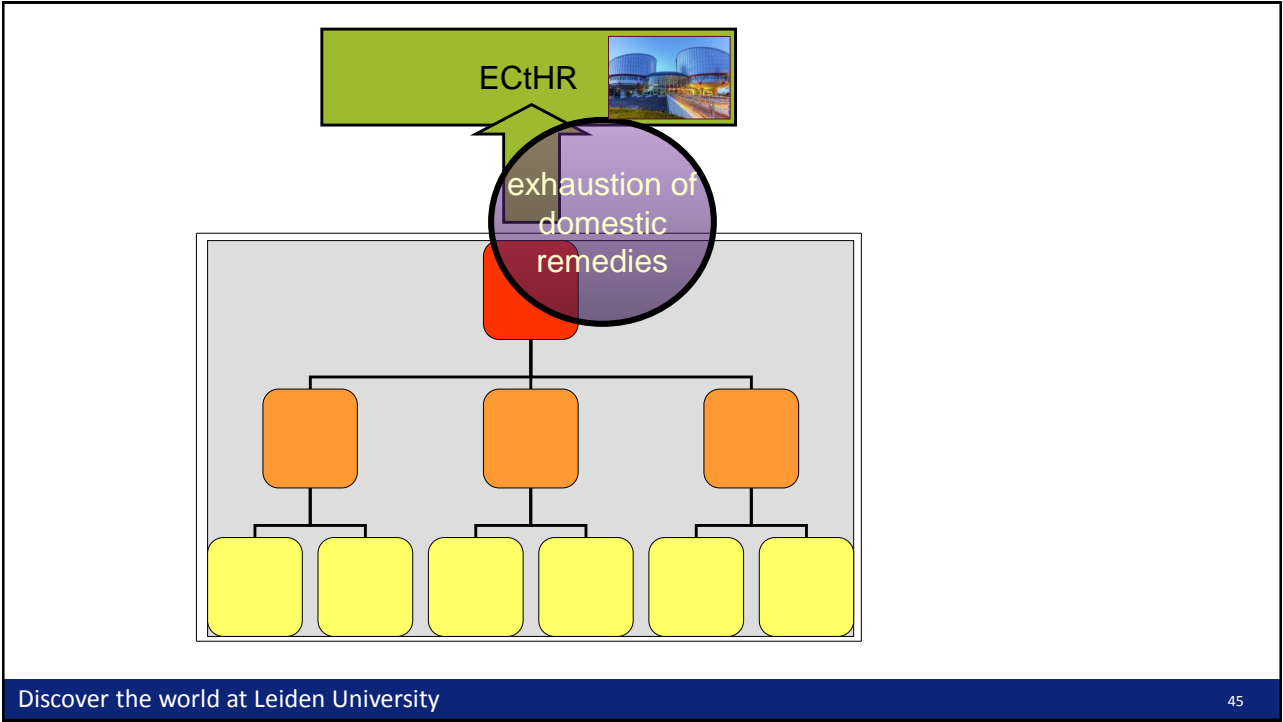 ECtHR
exhaustion of
domestic
remedies
Discover the world at Leiden University
45